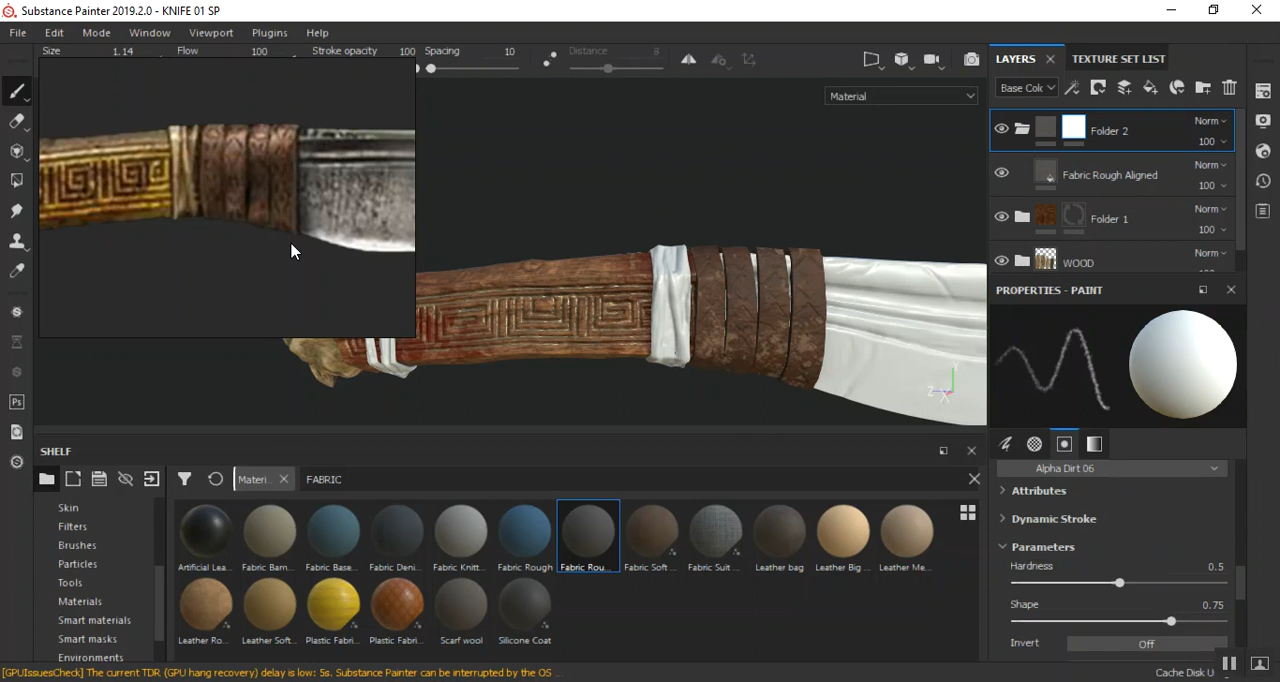 Substance Painter 2019.2.0 - KNIFE 01 SP
File Edit Mode Window Viewport Plugins Help
Size 1.14 Flow 100 Stroke opacity 100 Spacing 10 Distance 8
Material
LAYERS TEXTURE SET LIST
Base Col
Folder 2 Norm
100
Fabric Rough Aligned Norm
100
Folder 1 Norm
100
WOOD Norm
PROPERTIES - PAINT
Alpha Dirt 06
Attributes
Dynamic Stroke
Parameters
Hardness 0.5
Shape 0.75
Invert Off
SHELF
Materi.. FABRIC
Skin
Filters
Brushes
Particles
Tools
Materials
Smart materials
Smart masks
Environments
Artificial Lea... Fabric Bam... Fabric Base... Fabric Deni... Fabric Knitt... Fabric Rough Fabric Rou... Fabric Soft ... Fabric Suit ... Leather bag Leather Big ... Leather Me...
Leather Ro... Leather Soft... Plastic Fabri... Plastic Fabri... Scarf wool Silicone Coat
[GPUIssuesCheck] The current TDR (GPU hang recovery) delay is low: 5s. Substance Painter can be interrupted by the OS ...
Cache Disk U
Ps